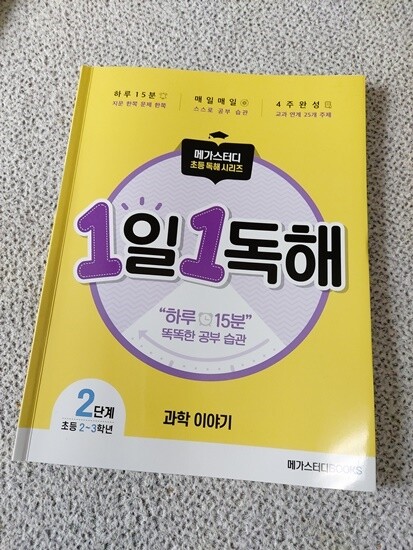 하루 15분
지문 한쪽 문제 한쪽
매일매일
스스로 공부 습관
4주 완성
교과 연계 25개 주제
메가스터디
초등 독해 시리즈
1일1독해
"하루 15분"
똑똑한 공부 습관
2단계
초등 2~3학년
과학 이야기
메가스터디BOOKS